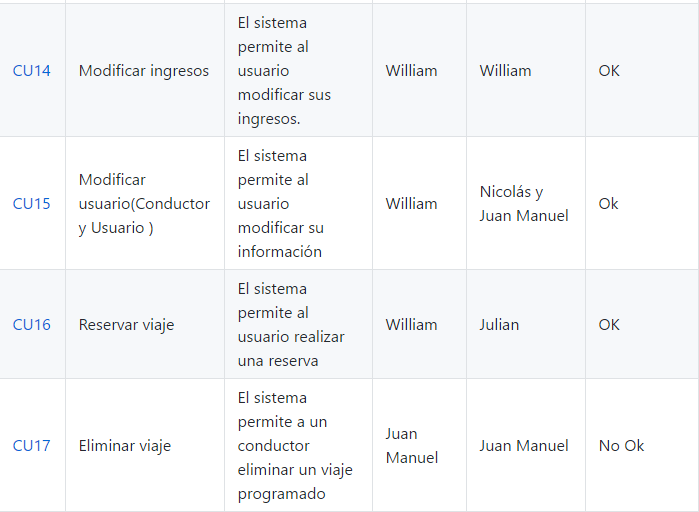 CU14
Modificar ingresos
El sistema
permite al
usuario
modificar sus
ingresos.
William
William
OK
CU15
Modificar
usuario(Conductor
y Usuario )
El sistema
permite al
usuario
modificar su
información
William
Nicolás y
Juan Manuel
Ok
CU16
Reservar viaje
El sistema
permite al
usuario realizar
una reserva
William
Julian
OK
CU17
Eliminar viaje
El sistema
permite a un
conductor
eliminar un viaje
programado
Juan
Manuel
Juan Manuel
No Ok